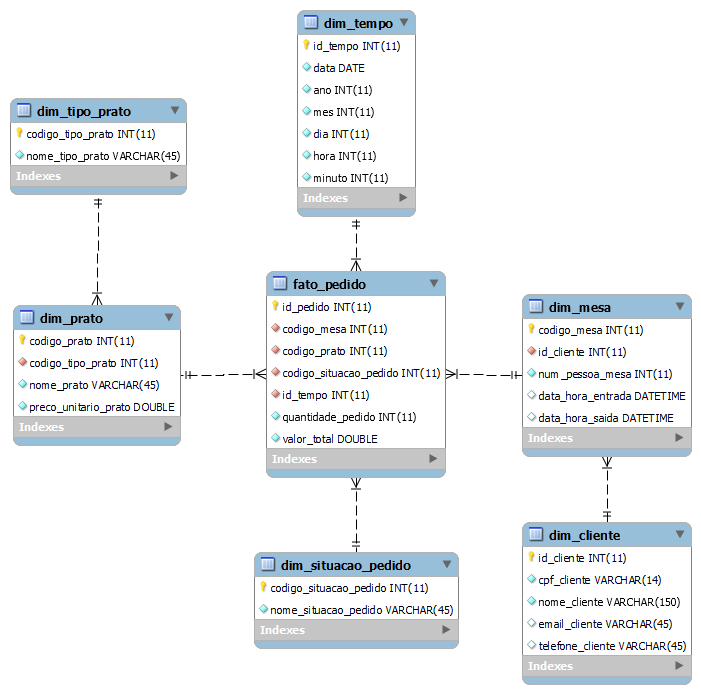 dim_tempo
id_tempo INT(11)
data DATE
ano INT(11)
mes INT(11)
dia INT(11)
hora INT(11)
minuto INT(11)
Indexes
dim_tipo_prato
codigo_tipo_prato INT(11)
nome_tipo_prato VARCHAR(45)
Indexes
fato_pedido
id_pedido INT(11)
codigo_mesa INT(11)
codigo_prato INT(11)
codigo_situacao_pedido INT(11)
id_tempo INT(11)
quantidade_pedido INT(11)
valor_total DOUBLE
Indexes
dim_prato
codigo_prato INT(11)
codigo_tipo_prato INT(11)
nome_prato VARCHAR(45)
preco_unitario_prato DOUBLE
Indexes
dim_mesa
codigo_mesa INT(11)
id_cliente INT(11)
num_pessoa_mesa INT(11)
data_hora_entrada DATETIME
data_hora_saida DATETIME
Indexes
dim_situacao_pedido
codigo_situacao_pedido INT(11)
nome_situacao_pedido VARCHAR(45)
Indexes
dim_cliente
id_cliente INT(11)
cpf_cliente VARCHAR(14)
nome_cliente VARCHAR(150)
email_cliente VARCHAR(45)
telefone_cliente VARCHAR(45)
Indexes